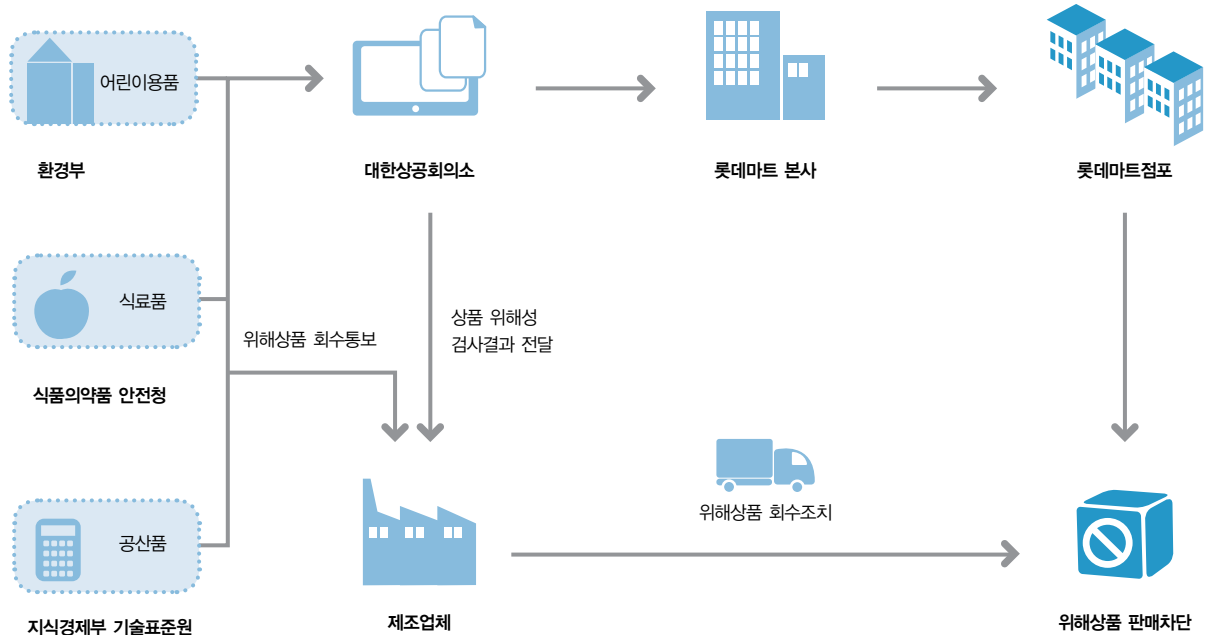 어린이용품
환경부
대한상공회의소
롯데마트 본사
롯데마트점포
식료품
식품의약품 안전청
위해상품 회수통보
상품 위해성
검사결과 전달
공산품
지식경제부 기술표준원
제조업체
위해상품 회수조치
위해상품 판매차단